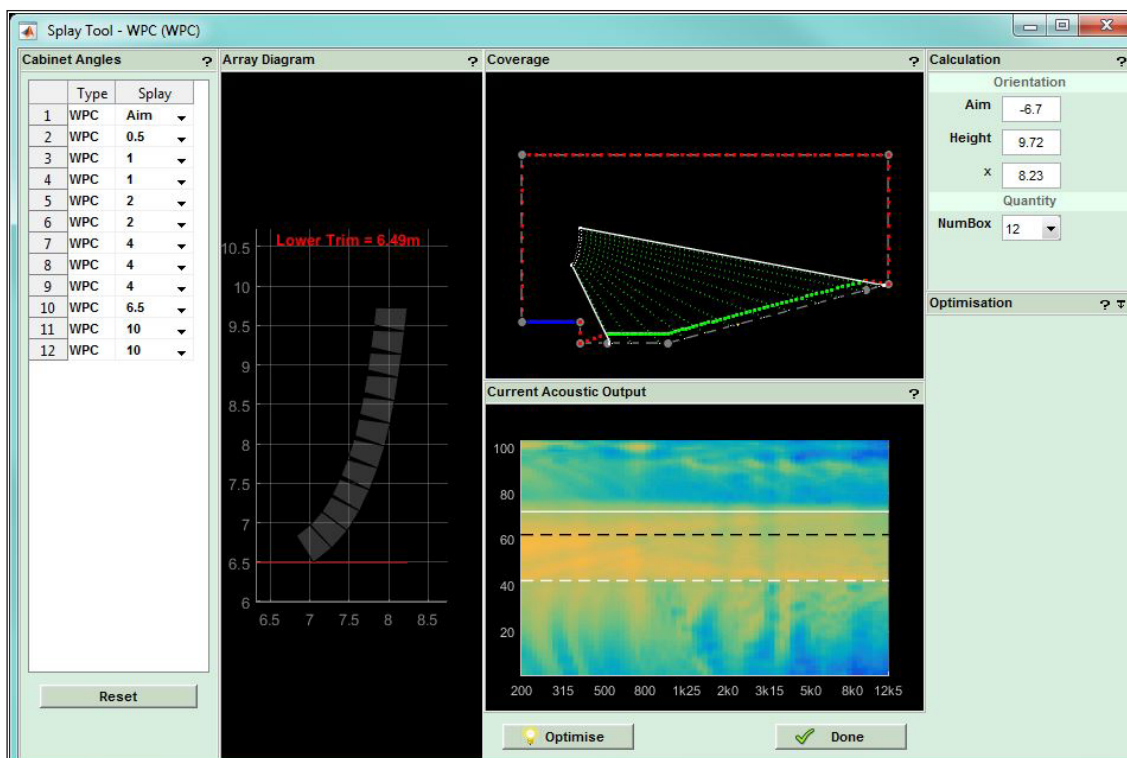 Splay Tool - WPC (WPC)
Cabinet Angles ?
Type Splay
1 WPC Aim
2 WPC 0.5
3 WPC 1
4 WPC 1
5 WPC 2
6 WPC 2
7 WPC 4
8 WPC 4
9 WPC 4
10 WPC 6.5
11 WPC 10
12 WPC 10
Reset
Array Diagram ?
Lower Trim = 6.49m
10.5
10
9.5
9
8.5
8
7.5
7
6.5
6
6.5 7 7.5 8 8.5
Coverage ?
Current Acoustic Output ?
100
80
60
40
20
200 315 500 800 1k25 2k0 3k15 5k0 8k0 12k5
Optimise Done
Calculation ?
Orientation
Aim -6.7
Height 9.72
x 8.23
Quantity
NumBox 12
Optimisation ?